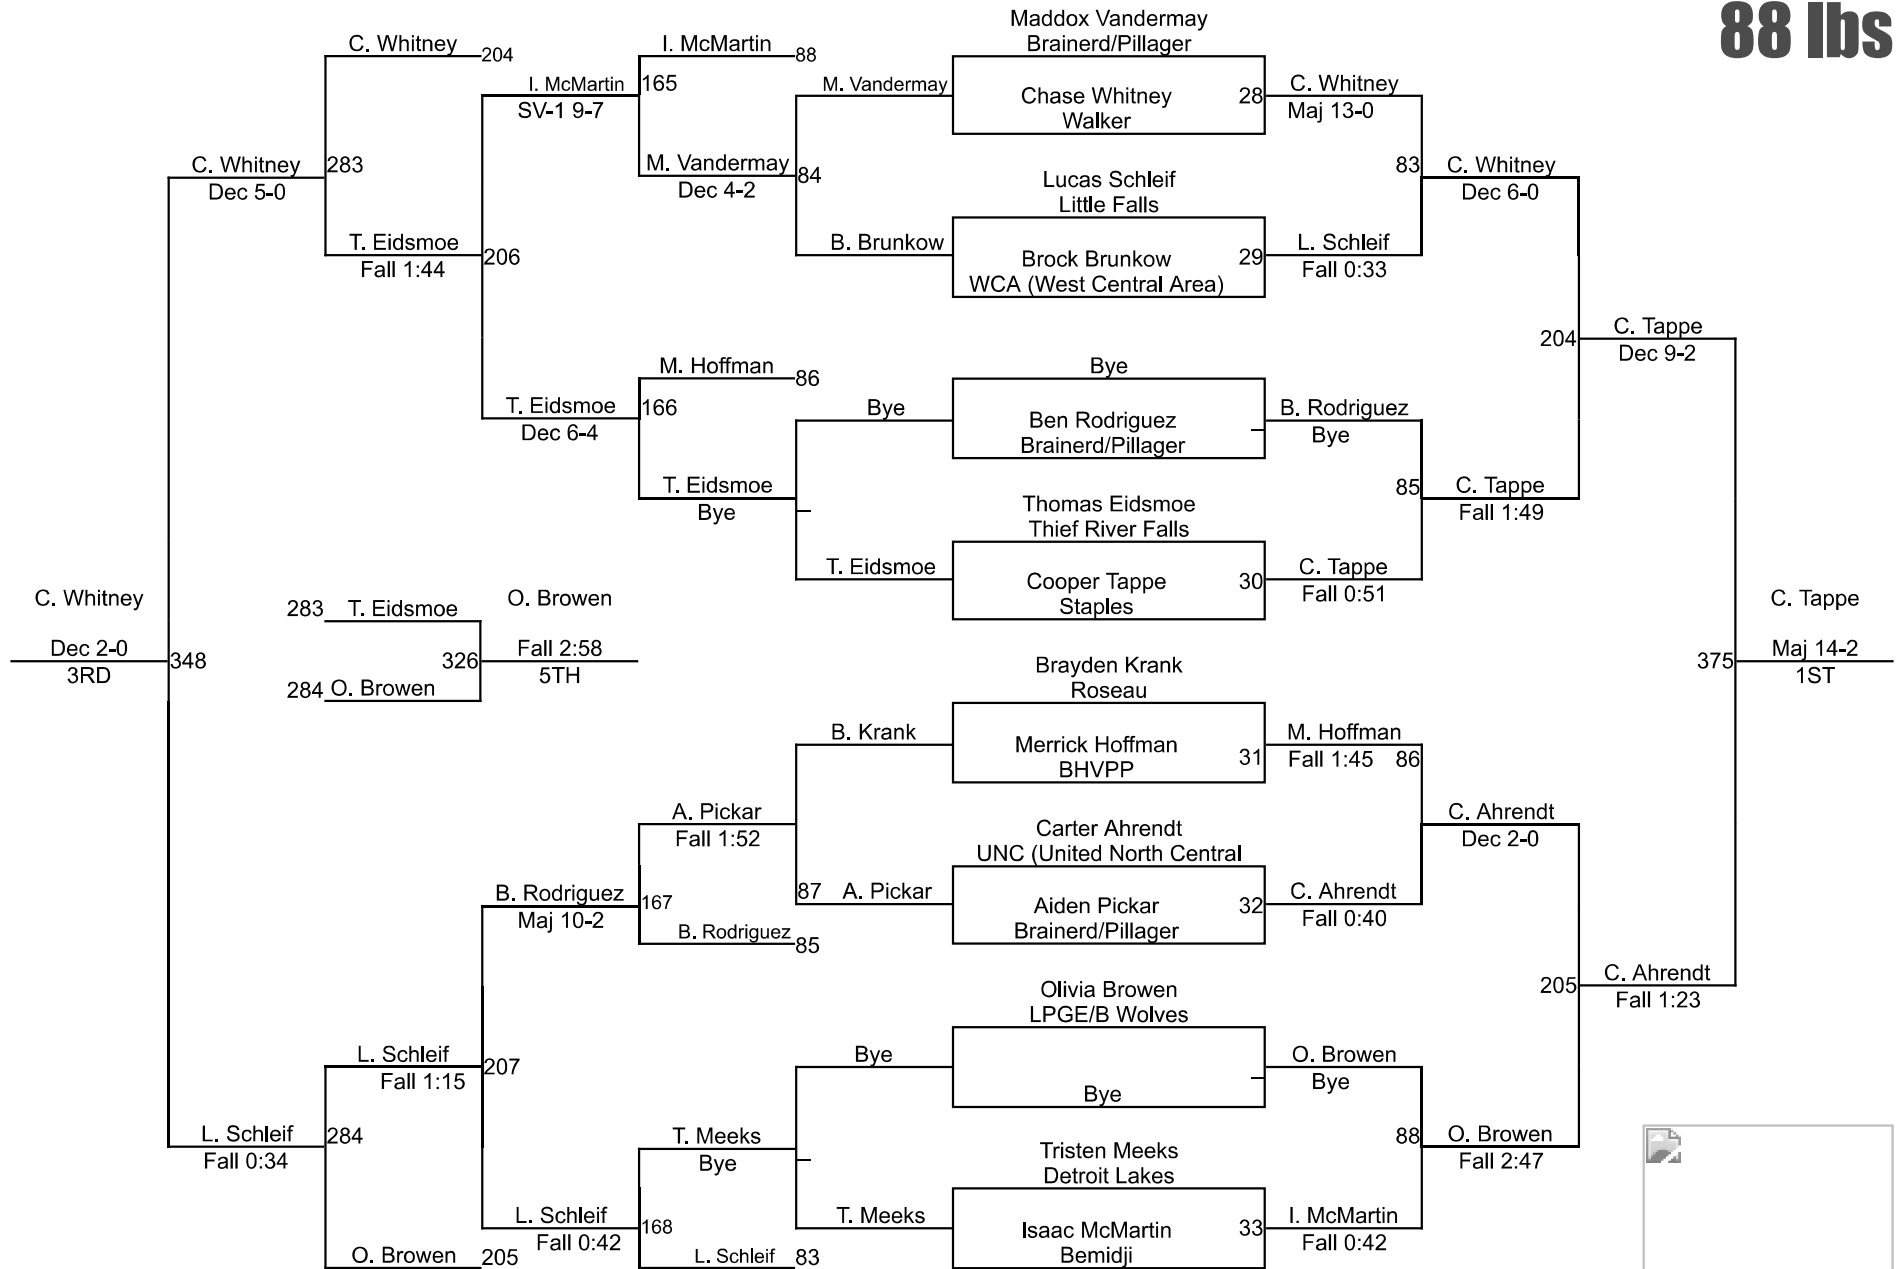 88 lbs
Maddox Vandermay
Brainerd/Pillager
C. Whitney
204
I. McMartin
88
I. McMartin
SV-1 9-7
165
M. Vandermay
Chase Whitney
Walker
28
C. Whitney
Maj 13-0
C. Whitney
Dec 5-0
283
M. Vandermay
Dec 4-2
84
83
C. Whitney
Dec 6-0
Lucas Schleif
Little Falls
T. Eidsmoe
Fall 1:44
206
B. Brunkow
Brock Brunkow
WCA (West Central Area)
29
L. Schleif
Fall 0:33
204
C. Tappe
Dec 9-2
M. Hoffman
86
Bye
T. Eidsmoe
Dec 6-4
166
Bye
Ben Rodriguez
Brainerd/Pillager
B. Rodriguez
Bye
T. Eidsmoe
Bye
85
C. Tappe
Fall 1:49
Thomas Eidsmoe
Thief River Falls
T. Eidsmoe
Cooper Tappe
Staples
30
C. Tappe
Fall 0:51
C. Whitney
Dec 2-0
3RD
348
283
T. Eidsmoe
284
O. Browen
326
O. Browen
Fall 2:58
5TH
C. Tappe
375
Maj 14-2
1ST
Brayden Krank
Roseau
B. Krank
Merrick Hoffman
BHVPP
31
M. Hoffman
Fall 1:45
86
A. Pickar
Fall 1:52
Carter Ahrendt
UNC (United North Central
C. Ahrendt
Dec 2-0
B. Rodriguez
Maj 10-2
167
87
A. Pickar
Aiden Pickar
Brainerd/Pillager
32
C. Ahrendt
Fall 0:40
B. Rodriguez
85
205
C. Ahrendt
Fall 1:23
Olivia Browen
LPGE/B Wolves
L. Schleif
Fall 1:15
207
Bye
Bye
O. Browen
Bye
L. Schleif
Fall 0:34
284
T. Meeks
Bye
88
O. Browen
Fall 2:47
Tristen Meeks
Detroit Lakes
L. Schleif
Fall 0:42
168
T. Meeks
Isaac McMartin
Bemidji
33
I. McMartin
Fall 0:42
O. Browen
205
L. Schleif
83